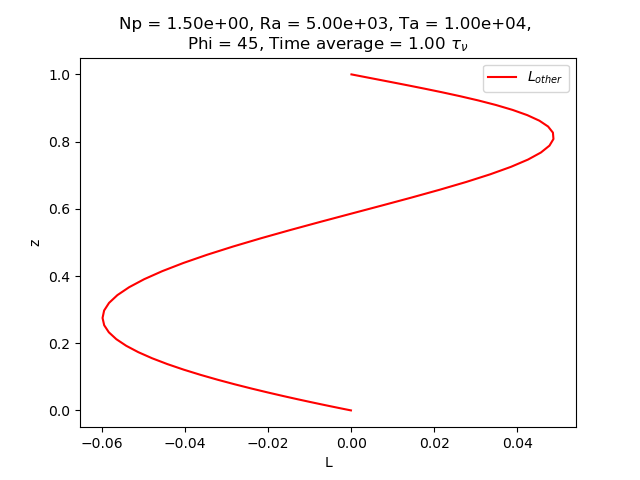 Np = 1.50e+00, Ra = 5.00e+03, Ta = 1.00e+04,
Phi = 45, Time average = 1.00 τν
L_other
1.0
0.8
0.6
0.4
0.2
0.0
z
−0.06
−0.04
−0.02
0.00
0.02
0.04
L